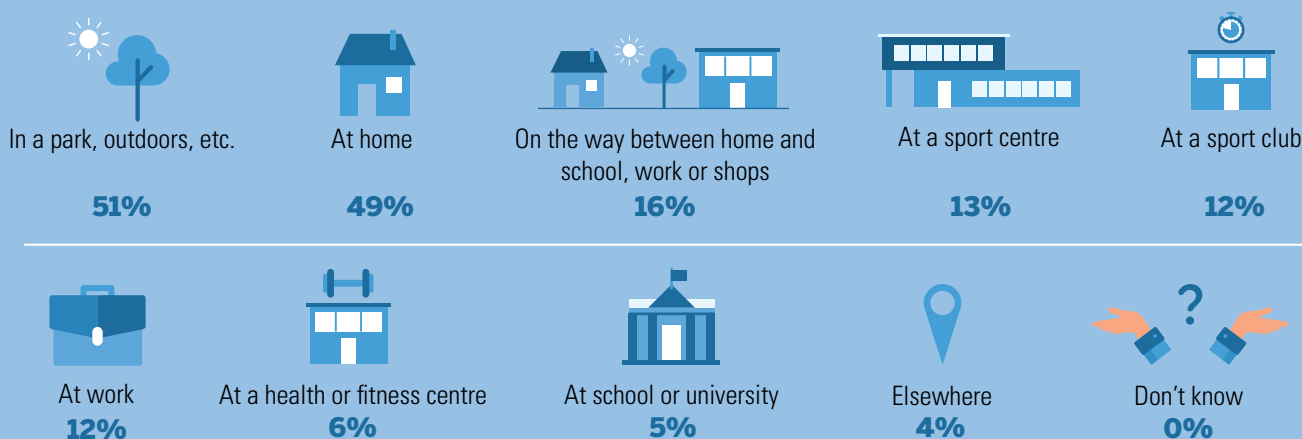 In a park, outdoors, etc.
51%
At home
49%
On the way between home and
school, work or shops
16%
At a sport centre
13%
At a sport club
12%
At work
12%
At a health or fitness centre
6%
At school or university
5%
Elsewhere
4%
?
Don't know
0%